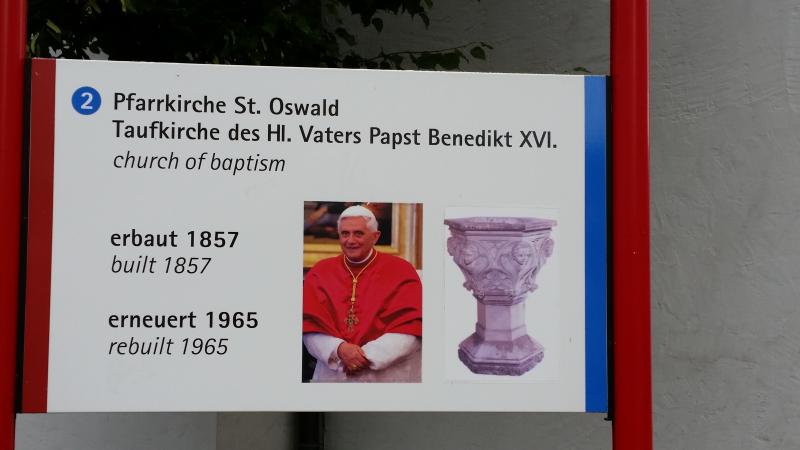 2 Pfarrkirche St. Oswald
Taufkirche des Hl. Vaters Papst Benedikt XVI.
church of baptism
erbaut 1857
built 1857
erneuert 1965
rebuilt 1965